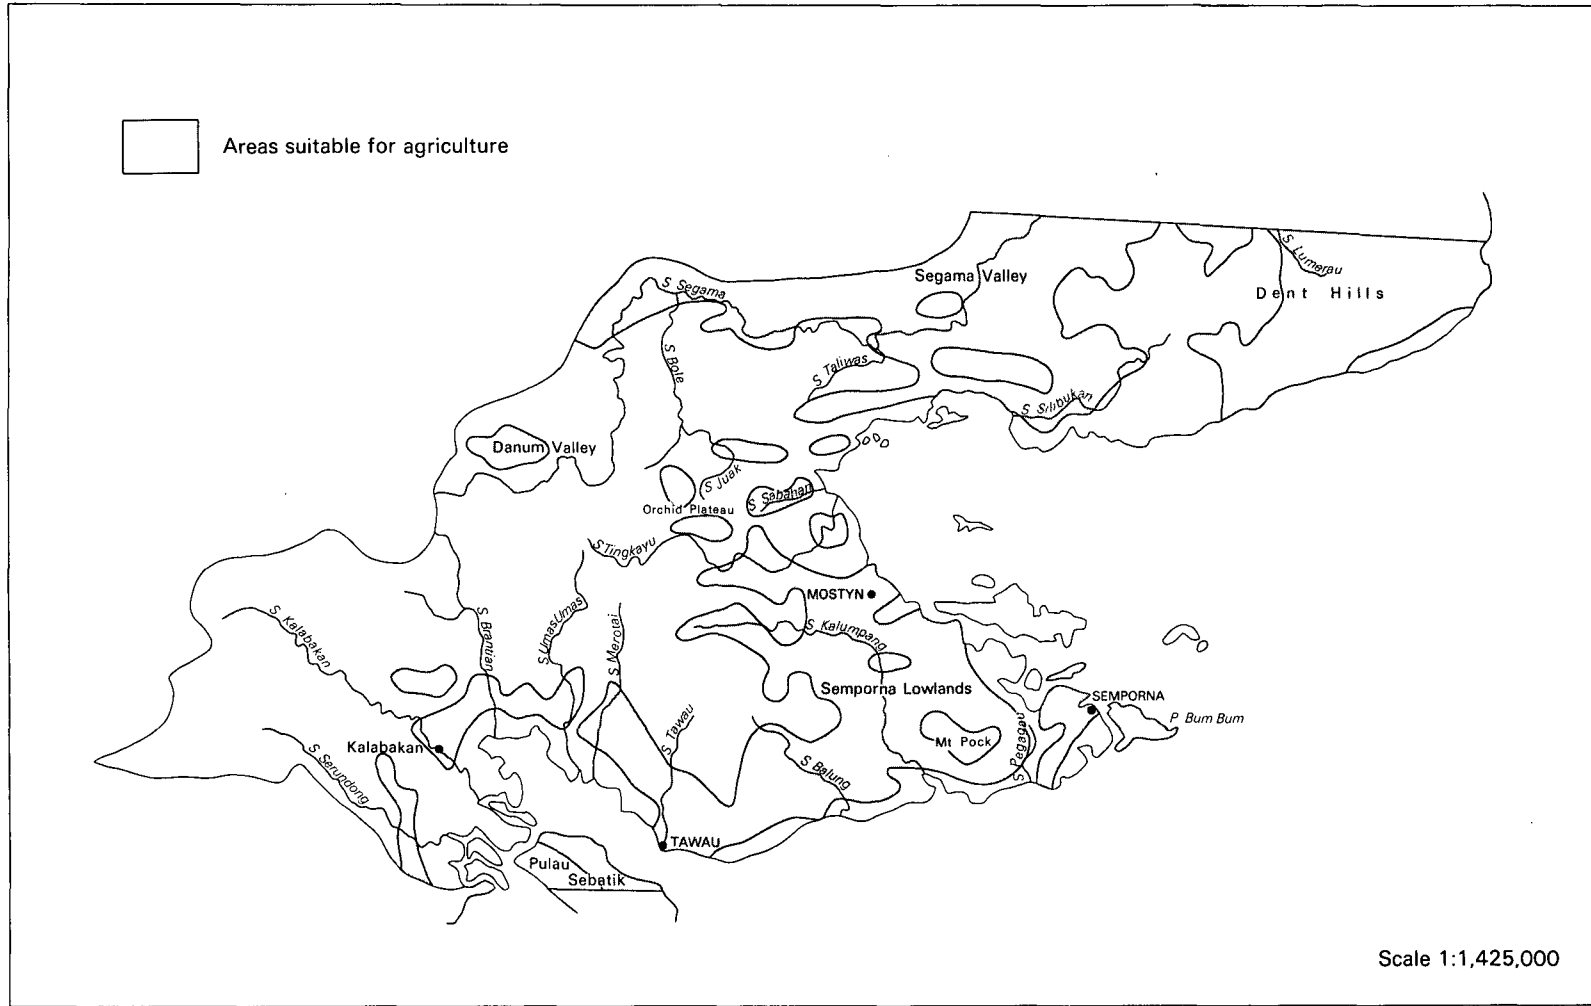 Areas suitable for agriculture
S Lumerau
Segama Valley
Dent Hills
S Segama
S Bole
S Taliwas
S Silibukan
Danum Valley
S Juak
S Sabahan
Orchid Plateau
S Tingkayu
MOSTYN
S Kalabakan
S Brantian
S Umas Umas
S Merotai
S Kalumpang
Semporna Lowlands
SEMPORNA
P Bum Bum
S Tawau
Mt Pock
S Pegagau
Kalabakan
S Serundong
S Balung
TAWAU
Pulau
Sebatik
Scale 1:1,425,000